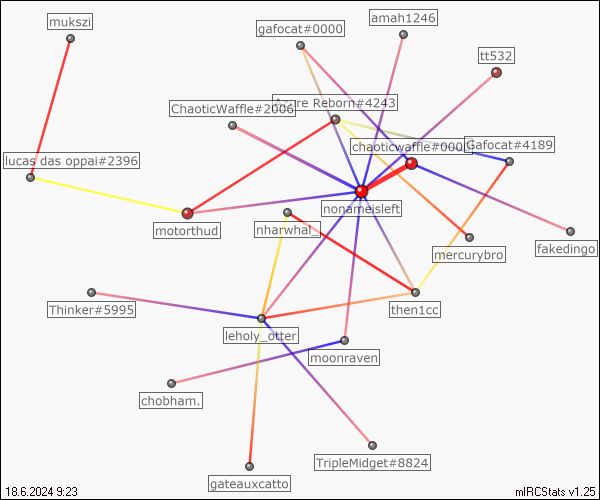 mukszi
gafocat#0000
amah1246
tt532
ChaoticWaffle#2006
Azure Reborn#4243
chaoticwaffle#0000
Gafocat#4189
lucas das oppai#2396
nonameisleft
motorthud
nharwhal_
mercurybro
fakedingo
Thinker#5995
then1cc
leholy_otter
moonraven
chobham.
TripleMidget#8824
gateauxcatto
18.6.2024 9:23
mIRCStats v1.25